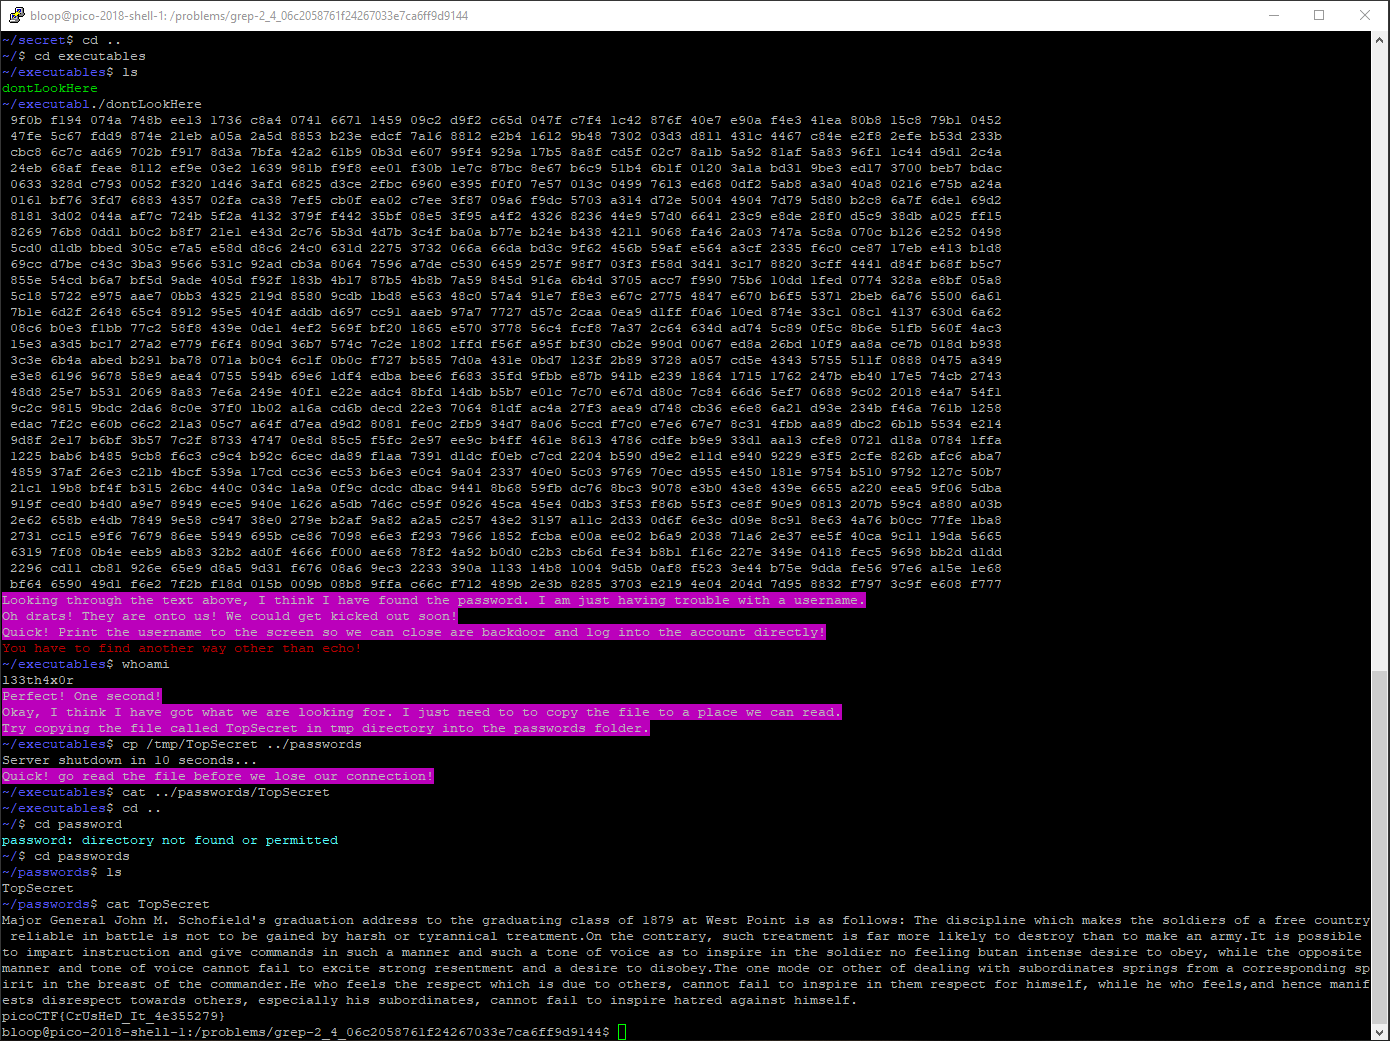 bloop@pico-2018-shell-1: /problems/grep-2_4_06c2058761f24267033e7ca6ff9d9144
~/secret$ cd ..
~/$ cd executables
~/executables$ ls
dontLookHere
~/executabl./dontLookHere
9f0b f194 074a 748b ee13 1736 c8a4 0741 6671 1459 09c2 d9f2 c65d 047f c7f4 1c42 876f 40e7 e90a f4e3 41ea 80b8 15c8 79b1 0452
47fe 5c67 fdd9 874e 21eb a05a 2a5d 8853 b23e edcf 7a16 8812 e2b4 1612 9b48 7302 03d3 d811 431c 4467 c84e e2f8 2efe b53d 233b
cbc8 6c7c ad69 702b f917 8d3a 7bfa 42a2 61b9 0b3d e607 99f4 929a 17b5 8a8f cd5f 02c7 8a1b 5a92 81af 5a83 96f1 1c44 d9d1 2c4a
24eb 68af feae 8112 ef9e 03e2 1639 981b f9f8 ee01 f30b 1e7c 87bc 8e67 b6c9 51b4 6b1f 0120 3a1a bd31 9be3 ed17 3700 beb7 bdac
0633 328d c793 0052 f320 1d46 3afd 6825 d3ce 2fbc 6960 e395 f0f0 7e57 013c 0499 7613 ed68 0df2 5ab8 a3a0 40a8 0216 e75b a24a
0161 bf76 3fd7 6883 4357 02fa ca38 7ef5 cb0f ea02 c7ee 3f87 09a6 f9dc 5703 a314 d72e 5004 4904 7d79 5d80 b2c8 6a7f 6de1 69d2
8181 3d02 044a af7c 724b 5f2a 4132 379f f442 35bf 08e5 3f95 a4f2 4326 8236 44e9 57d0 6641 23c9 e8de 28f0 d5c9 38db a025 ff15
8269 76b8 0dd1 b0c2 b8f7 21e1 e43d 2c76 5b3d 4d7b 3c4f ba0a b77e b24e b438 4211 9068 fa46 2a03 747a 5c8a 070c b126 e252 0498
5cd0 d1db bbed 305c e7a5 e58d d8c6 24c0 631d 2275 3732 066a 66da bd3c 9f62 456b 59af e564 a3cf 2335 f6c0 ce87 17eb e413 b1d8
69cc d7be c43c 3ba3 9566 531c 92ad cb3a 8064 7596 a7de c530 6459 257f 98f7 03f3 f58d 3d41 3c17 8820 3cff 4441 d84f b68f b5c7
855e 54cd b6a7 bf5d 9ade 405d f92f 183b 4b17 87b5 4b8b 7a59 845d 916a 6b4d 3705 acc7 f990 75b6 10dd 1fed 0774 328a e8bf 05a8
5c18 5722 e975 aae7 0bb3 4325 219d 8580 9cdb 1bd8 e563 48c0 57a4 91e7 f8e3 e67c 2775 4847 e670 b6f5 5371 2beb 6a76 5500 6a61
7b1e 6d2f 2648 65c4 8912 95e5 404f addb d697 cc91 aaeb 97a7 7727 d57c 2caa 0ea9 d1ff f0a6 10ed 874e 33c1 08c1 4137 630d 6a62
08c6 b0e3 f1bb 77c2 58f8 439e 0de1 4ef2 569f bf20 1865 e570 3778 56c4 fcf8 7a37 2c64 634d ad74 5c89 0f5c 8b6e 51fb 560f 4ac3
15e3 a3d5 bc17 27a2 e779 f6f4 809d 36b7 574c 7c2e 1802 1ffd f56f a95f bf30 cb2e 990d 0067 ed8a 26bd 10f9 aa8a ce7b 018d b938
3c3e 6b4a abed b291 ba78 071a b0c4 6c1f 0b0c f727 b585 7d0a 431e 0bd7 123f 2b89 3728 a057 cd5e 4343 5755 511f 0888 0475 a349
e3e8 6196 9678 58e9 aea4 0755 594b 69e6 1df4 edba bee6 f683 35fd 9fbb e87b 941b e239 1864 1715 1762 247b eb40 17e5 74cb 2743
48d8 25e7 b531 2069 8a83 7e6a 249e 40f1 e22e adc4 8bfd 14db b5b7 e01c 7c70 e67d d80c 7c84 66d6 5ef7 0688 9c02 2018 e4a7 54f1
9c2c 9815 9bdc 2da6 8c0e 37f0 1b02 a16a cd6b decd 22e3 7064 81df ac4a 27f3 aea9 d748 cb36 e6e8 6a21 d93e 234b f46a 761b 1258
edac 7f2c e60b c6c2 21a3 05c7 a64f d7ea d9d2 8081 fe0c 2fb9 34d7 8a06 5ccd f7c0 e7e6 67e7 8c31 4fbb aa89 dbc2 6b1b 5534 e214
9d8f 2e17 b6bf 3b57 7c2f 8733 4747 0e8d 85c5 f5fc 2e97 ee9c b4ff 461e 8613 4786 cdfe b9e9 33d1 aa13 cfe8 0721 d18a 0784 1ffa
1225 bab6 b485 9cb8 f6c3 c9c4 b92c 6cec da89 f1aa 7391 d1dc f0eb c7cd 2204 b590 d9e2 e11d e940 9229 e3f5 2cfe 826b afc6 aba7
4859 37af 26e3 c21b 4bcf 539a 17cd cc36 ec53 b6e3 e0c4 9a04 2337 40e0 5c03 9769 70ec d955 e450 181e 9754 b510 9792 127c 50b7
21c1 19b8 bf4f b315 26bc 440c 034c 1a9a 0f9c dcdc dbac 9441 8b68 59fb dc76 8bc3 9078 e3b0 43e8 439e 6655 a220 eea5 9f06 5dba
919f ced0 b4d0 a9e7 8949 ece5 940e 1626 a5db 7d6c c59f 0926 45ca 45e4 0db3 3f53 f86b 55f3 ce8f 90e9 0813 207b 59c4 a880 a03b
2e62 658b e4db 7849 9e58 c947 38e0 279e b2af 9a82 a2a5 c257 43e2 3197 a11c 2d33 0d6f 6e3c d09e 8c91 8e63 4a76 b0cc 77fe 1ba8
2731 cc15 e9f6 7679 86ee 5949 695b ce86 7098 e6e3 f293 7966 1852 fcba e00a ee02 b6a9 2038 71a6 2e37 ee5f 40ca 9c11 19da 5665
6319 7f08 0b4e eeb9 ab83 32b2 ad0f 4666 f000 ae68 78f2 4a92 b0d0 c2b3 cb6d fe34 b8b1 f16c 227e 349e 0418 fec5 9698 bb2d d1dd
2296 cd11 cb81 926e 65e9 d8a5 9d31 f676 08a6 9ec3 2233 390a 1133 14b8 1004 9d5b 0af8 f523 3e44 b75e 9dda fe56 97e6 a15e 1e68
bf64 6590 49d1 f6e2 7f2b f18d 015b 009b 08b8 9ffa c66c f712 489b 2e3b 8285 3703 e219 4e04 204d 7d95 8832 f797 3c9f e608 f777
Looking through the text above, I think I have found the password. I am just having trouble with a username.
Oh drats! They are onto us! We could get kicked out soon!
Quick! Print the username to the screen so we can close are backdoor and log into the account directly!
You have to find another way other than echo!
~/executables$ whoami
l33th4x0r
Perfect! One second!
Okay, I think I have got what we are looking for. I just need to to copy the file to a place we can read.
Try copying the file called TopSecret in tmp directory into the passwords folder.
~/executables$ cp /tmp/TopSecret ../passwords
Server shutdown in 10 seconds...
Quick! go read the file before we lose our connection!
~/executables$ cat ../passwords/TopSecret
~/executables$ cd ..
~/$ cd password
password: directory not found or permitted
~/$ cd passwords
~/passwords$ ls
TopSecret
~/passwords$ cat TopSecret
Major General John M. Schofield's graduation address to the graduating class of 1879 at West Point is as follows: The discipline which makes the soldiers of a free country
reliable in battle is not to be gained by harsh or tyrannical treatment.On the contrary, such treatment is far more likely to destroy than to make an army.It is possible
to impart instruction and give commands in such a manner and such a tone of voice as to inspire in the soldier no feeling butan intense desire to obey, while the opposite
manner and tone of voice cannot fail to excite strong resentment and a desire to disobey.The one mode or other of dealing with subordinates springs from a corresponding sp
irit in the breast of the commander.He who feels the respect which is due to others, cannot fail to inspire in them respect for himself, while he who feels,and hence manif
ests disrespect towards others, especially his subordinates, cannot fail to inspire hatred against himself.
picoCTF{CrUsHeD_It_4e355279}
bloop@pico-2018-shell-1:/problems/grep-2_4_06c2058761f24267033e7ca6ff9d9144$